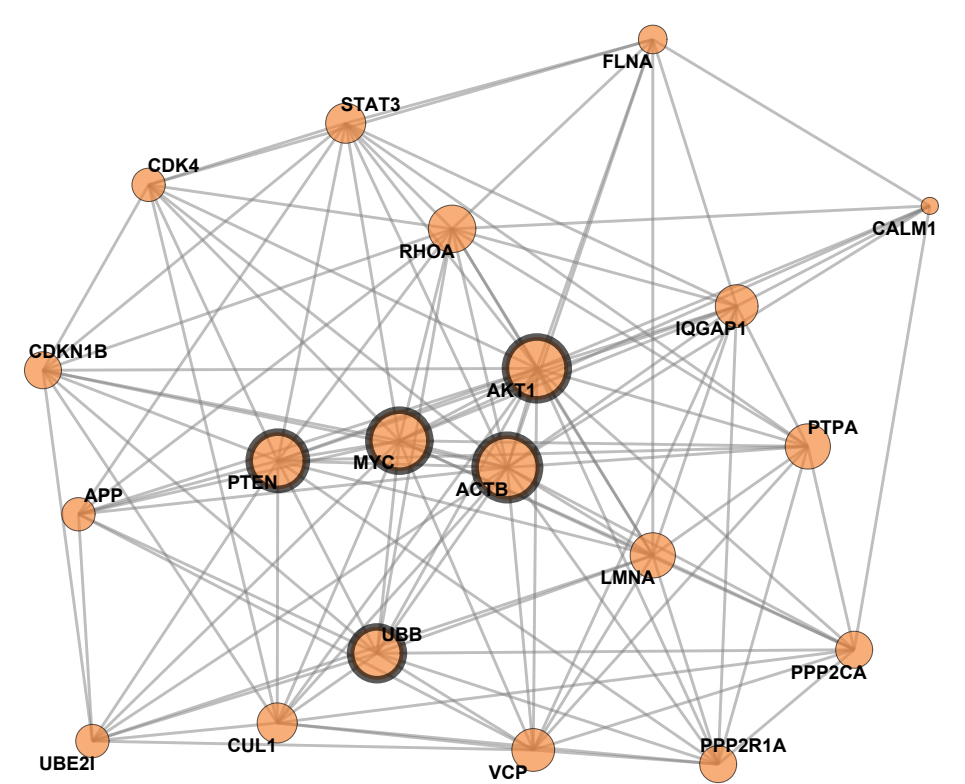 FLNA
STAT3
CDK4
CALM1
RHOA
IQGAP1
CDKN1B
AKT1
PTPA
MYC
PTEN
ACTB
APP
LMNA
UBB
PPP2CA
CUL1
PPP2R1A
UBE2I
VCP